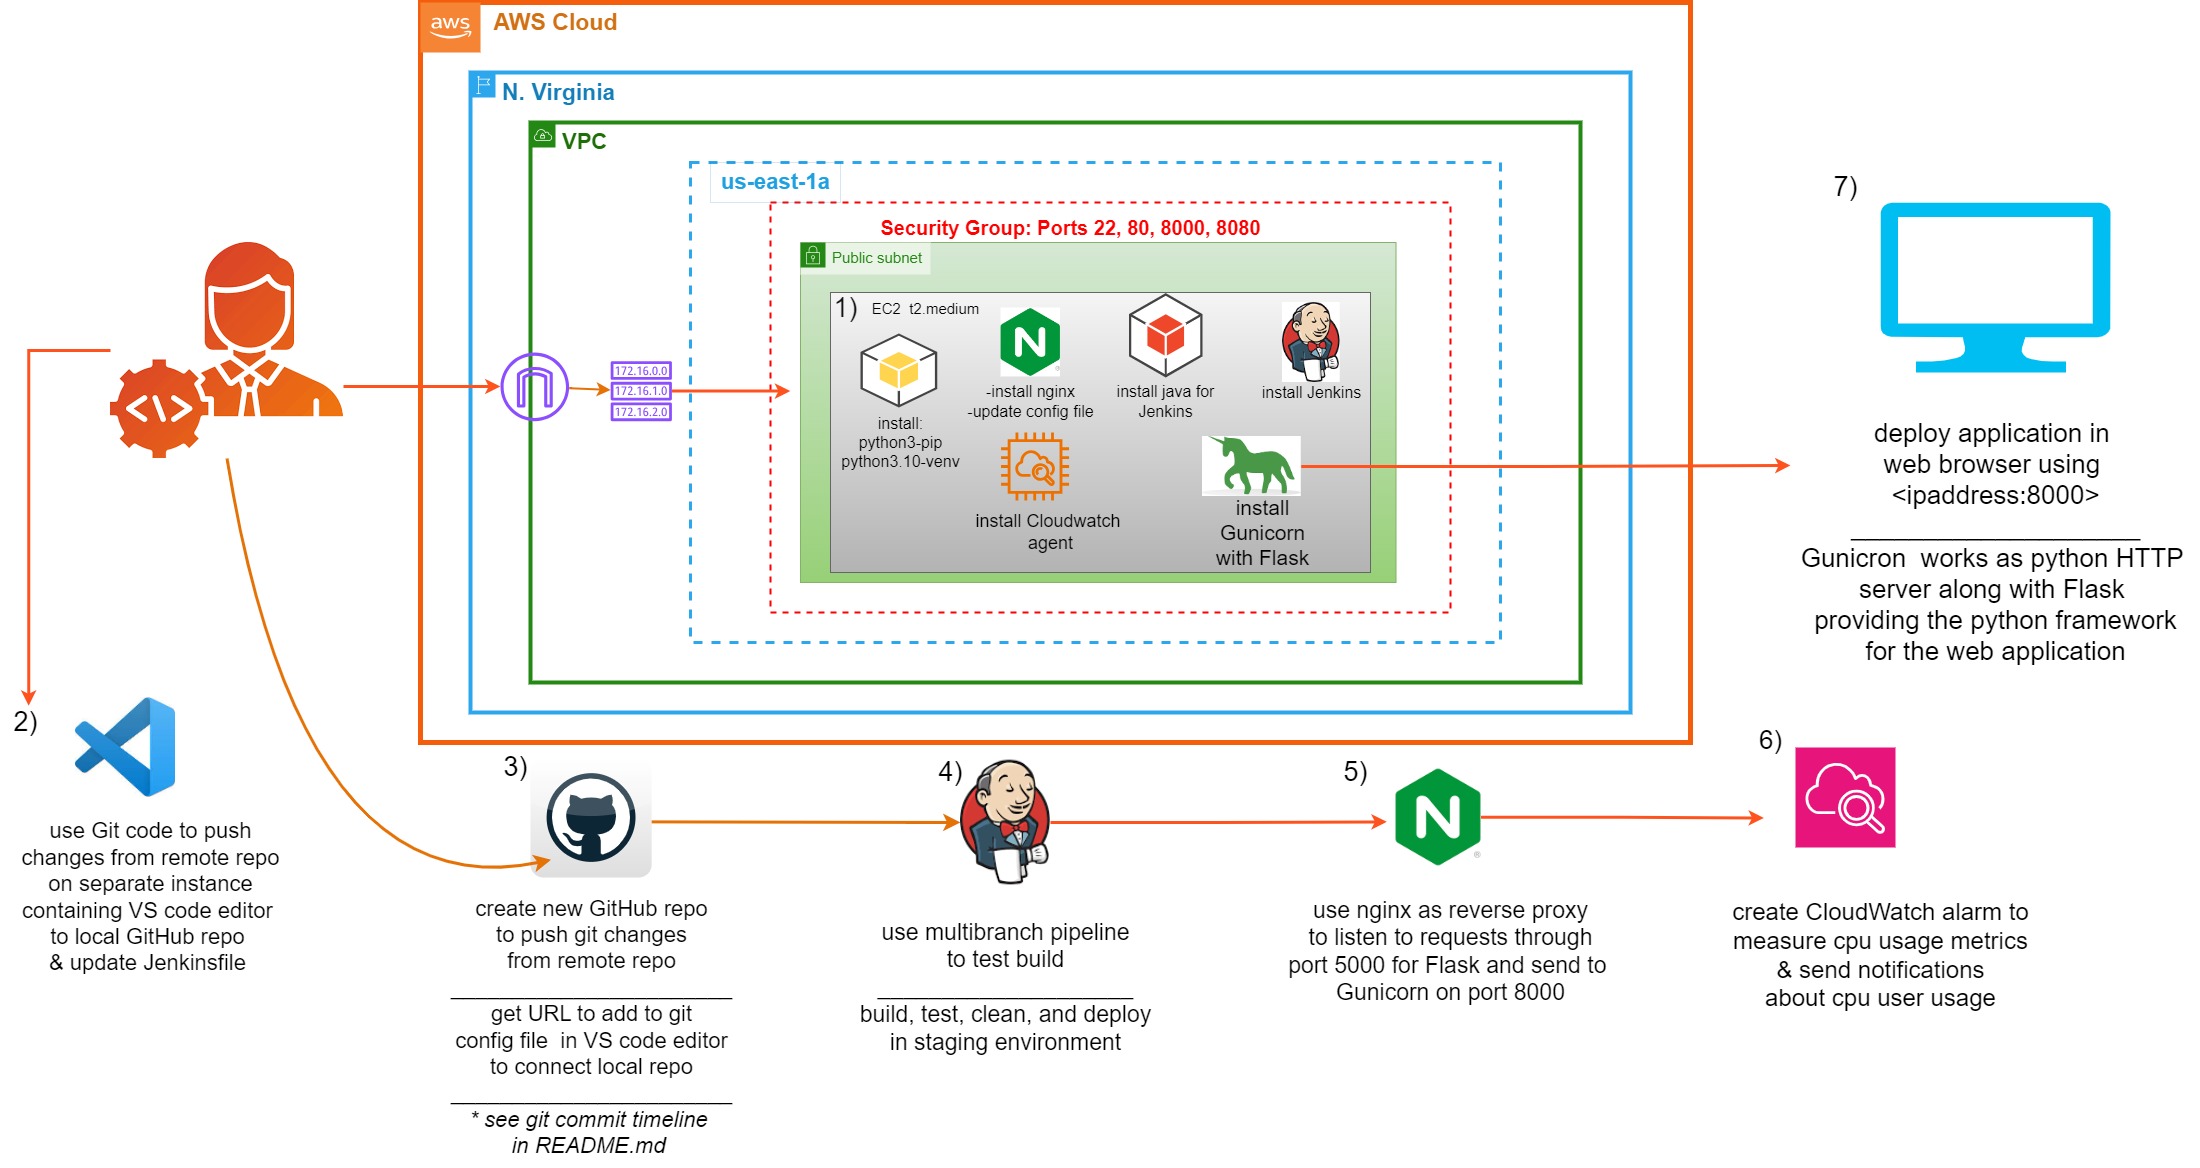 aws
AWS Cloud
N. Virginia
VPC
us-east-1a
Security Group: Ports 22, 80, 8000, 8080
Public subnet
1)
EC2  t2.medium
install:
python3-pip
python3.10-venv
N
-install nginx
-update config file
install java for
Jenkins
install Jenkins
install Cloudwatch
agent
install
Gunicorn
with Flask
172.16.0.0
172.16.1.0
172.16.2.0
7)
deploy application in
web browser using
<ipaddress:8000>
Gunicron  works as python HTTP
server along with Flask
providing the python framework
for the web application
2)
use Git code to push
changes from remote repo
on separate instance
containing VS code editor
to local GitHub repo
& update Jenkinsfile
3)
create new GitHub repo
to push git changes
from remote repo
get URL to add to git
config file  in VS code editor
to connect local repo
* see git commit timeline
in README.md
4)
use multibranch pipeline
to test build
build, test, clean, and deploy
in staging environment
5)
N
use nginx as reverse proxy
to listen to requests through
port 5000 for Flask and send to
Gunicorn on port 8000
6)
create CloudWatch alarm to
measure cpu usage metrics
& send notifications
about cpu user usage